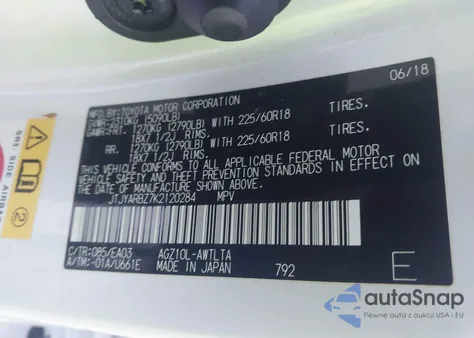 MFD.BY:TOYOTA MOTOR CORPORATION 06/18
GVWR: 2310KG (5090LB)
GAWR: FRT. 1270KG (2790LB) WITH 225/60R18 TIRES.
18X7 1/2J RIMS.
RR. 1270KG (2790LB) WITH 225/60R18 TIRES.
18X7 1/2J RIMS.
THIS VEHICLE CONFORMS TO ALL APPLICABLE FEDERAL MOTOR
VEHICLE SAFETY AND THEFT PREVENTION STANDARDS IN EFFECT ON
THE DATE OF MANUFACTURE SHOWN ABOVE.
JTJYARBZ7K2120284 MPV
C/TR: 085/EA03 AGZ10L-AWTLTA
A/TM: -01A/U661E MADE IN JAPAN 792 E
SRS: SIDE AIRBAG
2
autaSnap
Pewne auta z aukcji USA · EU